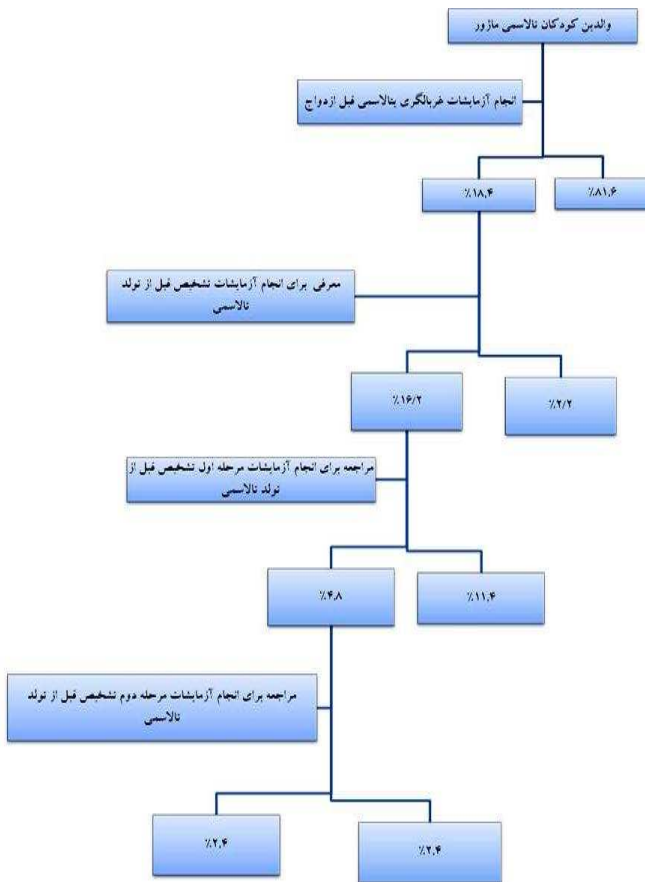 والدین کودکان تالاسمی ماژور
انجام آزمایشات غربالگری بتالاسمی قبل ازدواج
٪۸۱,۶
٪۱۸,۴
معرفی برای انجام آزمایشات تشخیص قبل از تولد
تالاسمی
٪۲/۲
٪۱۶/۲
مراجعه برای انجام آزمایشات مرحله اول تشخیص قبل از
تولد تالاسمی
٪۱۱,۴
٪۴,۸
مراجعه برای انجام آزمایشات مرحله دوم تشخیص قبل از تولد
تالاسمی
٪۲,۴
٪۲,۴